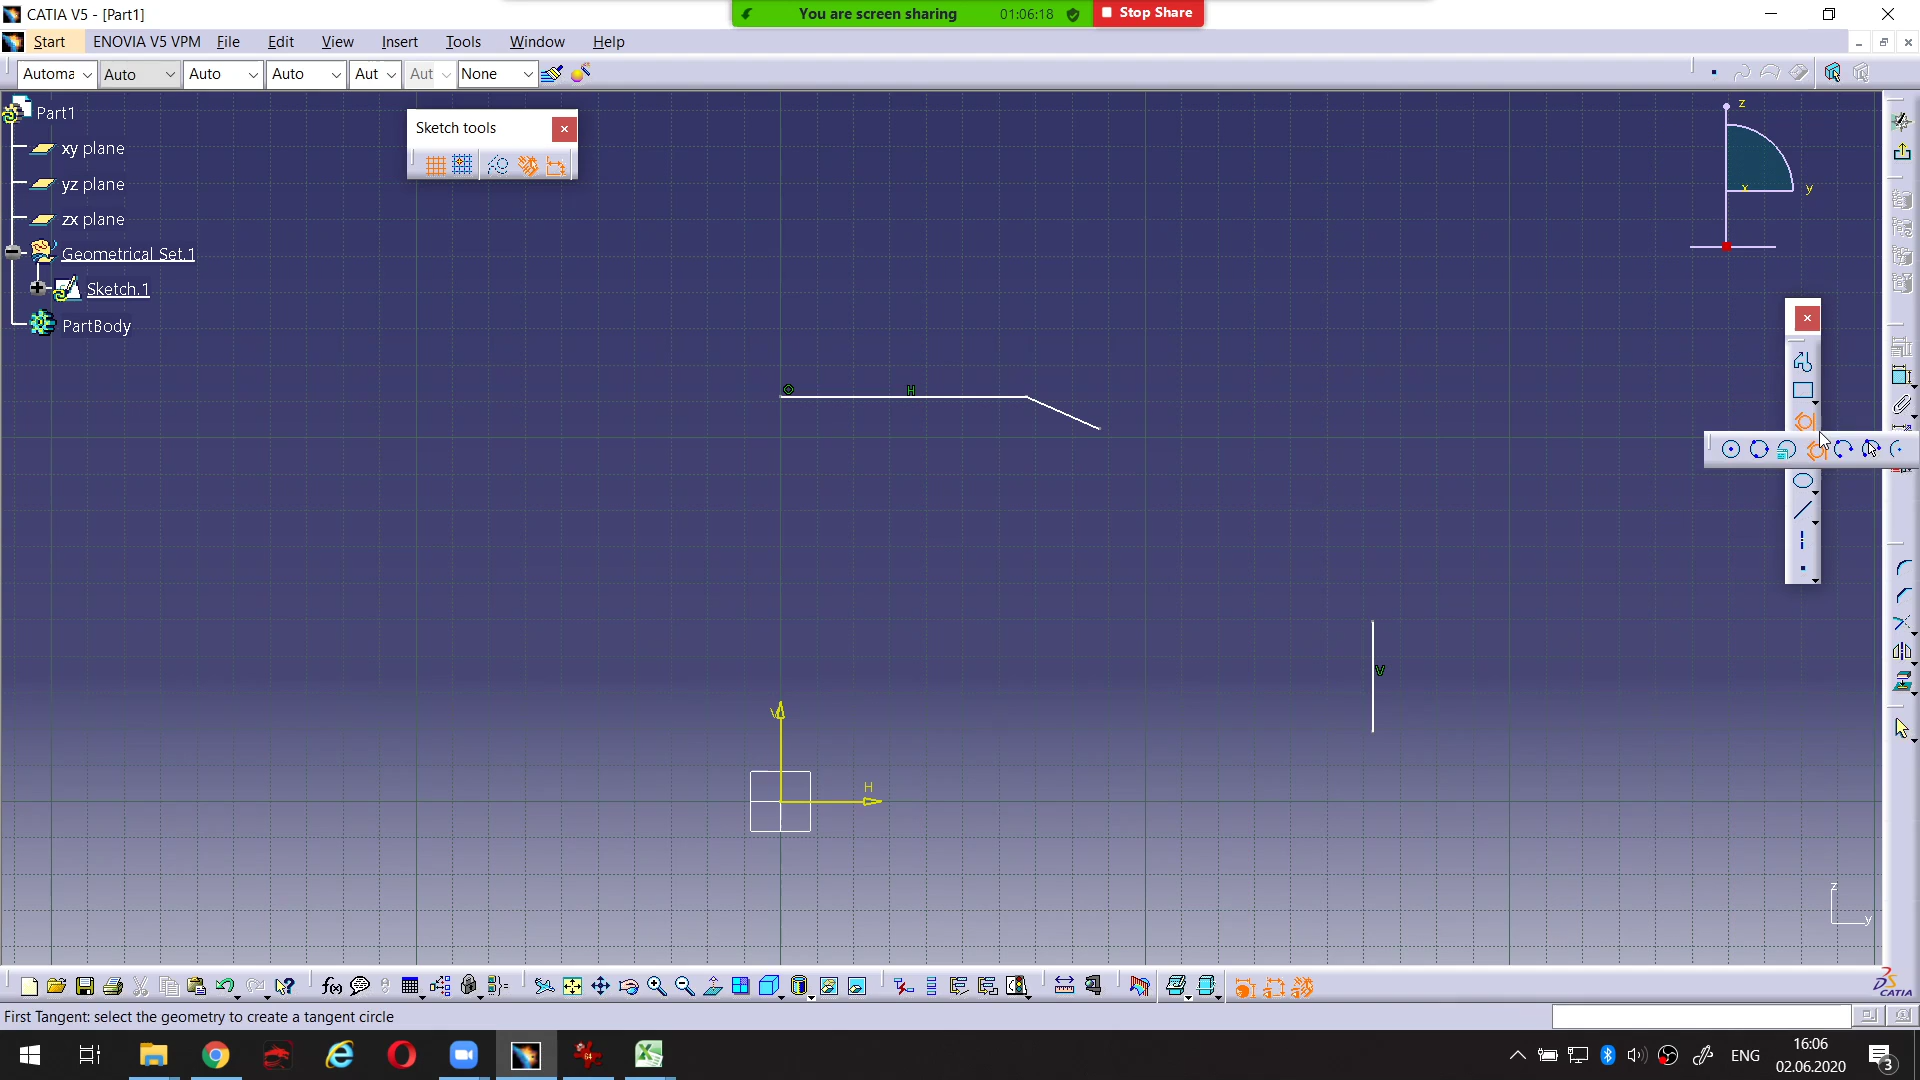 CATIA V5 - [Part1]
You are screen sharing
01:06:18
Stop Share
Start
ENOVIA V5 VPM
File
Edit
View
Insert
Tools
Window
Help
Automa
Auto
Auto
Auto
Aut
Aut
None
Part1
xy plane
yz plane
zx plane
Geometrical Set.1
Sketch.1
PartBody
Sketch tools
z
x
y
H
V
V
H
z
y
f(x)
CATIA
First Tangent: select the geometry to create a tangent circle
64
ENG
16:06
02.06.2020
3